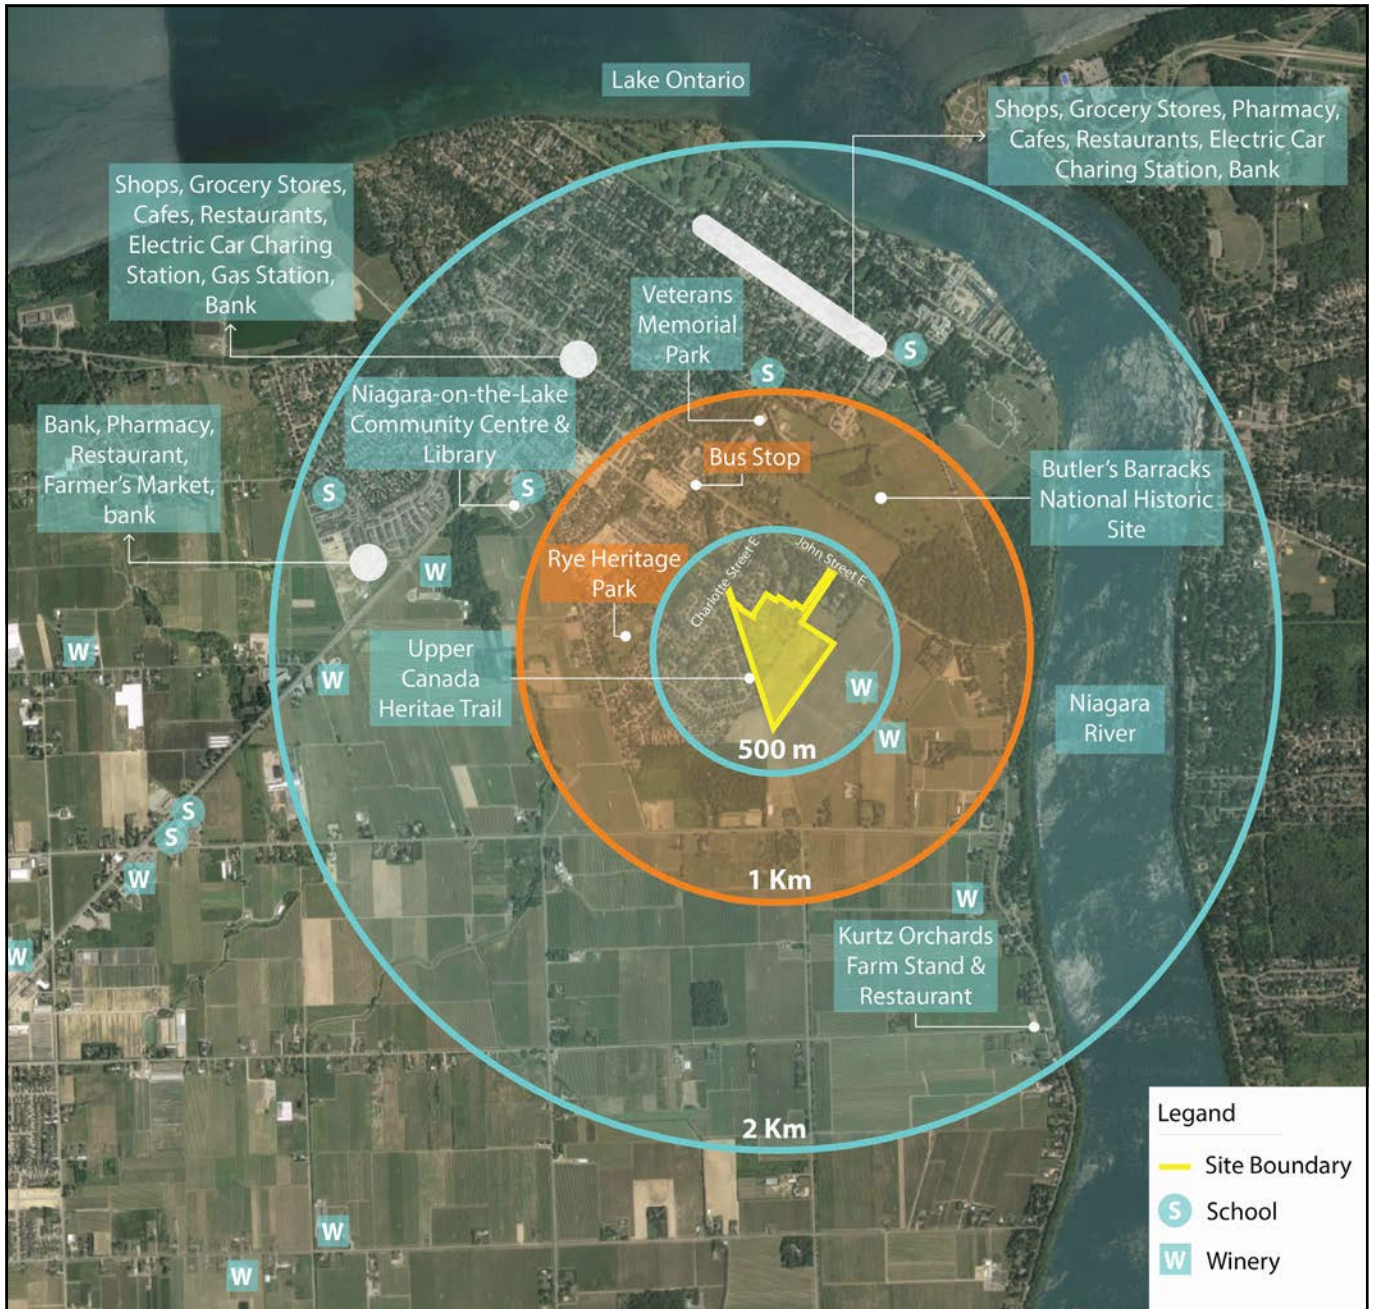 Lake Ontario
Shops, Grocery Stores, Pharmacy,
Cafes, Restaurants, Electric Car
Charing Station, Bank
Shops, Grocery Stores,
Cafes, Restaurants,
Electric Car Charing
Station, Gas Station,
Bank
Veterans
Memorial
Park
S
S
Niagara-on-the-Lake
Community Centre &
Library
Bank, Pharmacy,
Restaurant,
Farmer's Market,
bank
Bus Stop
Butler's Barracks
National Historic
Site
S
S
Rye Heritage
Park
Charlotte Street E
John Street E
W
W
Upper
Canada
Heritae Trail
W
W
Niagara
River
W
500 m
S
S
W
1 Km
W
Kurtz Orchards
Farm Stand &
Restaurant
W
2 Km
Legand
Site Boundary
S School
W Winery
W
W